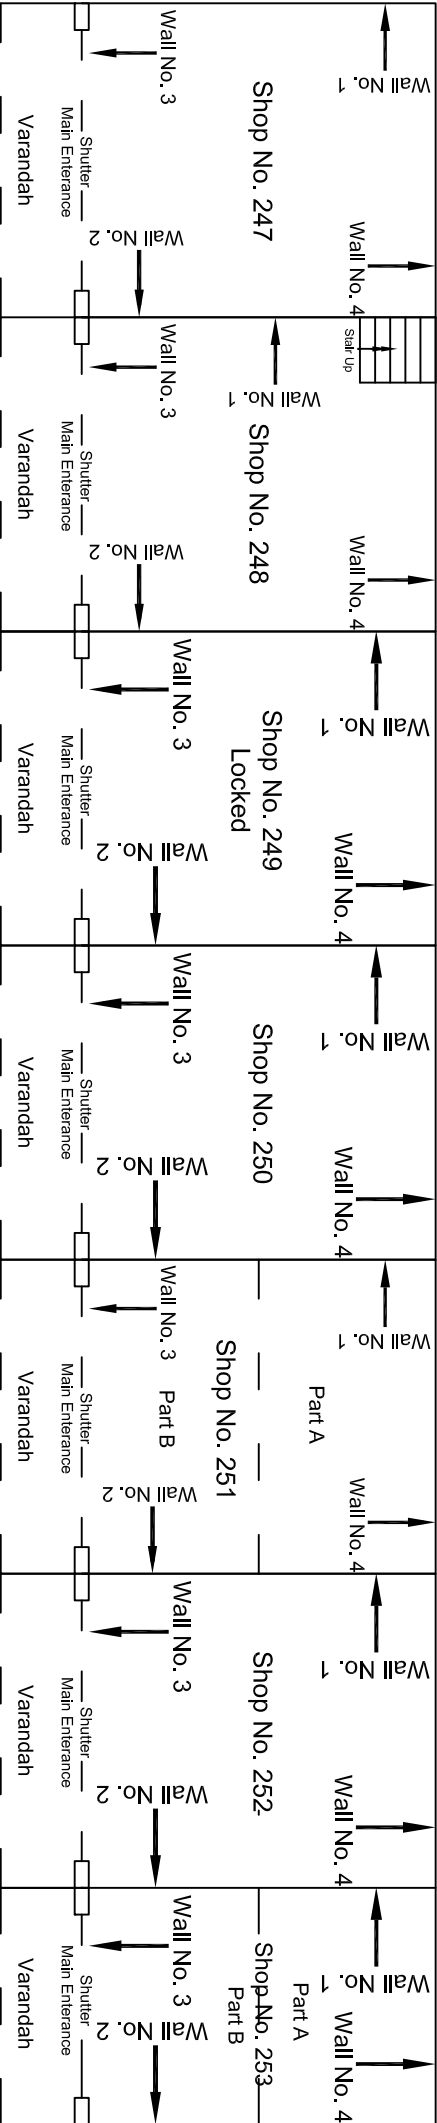 Wall No. 1
Wall No. 3
Shop No. 247
Wall No. 4
Wall No. 2
Shutter
Main Enterance
Varandah
Stair Up
Wall No. 1
Wall No. 3
Shop No. 248
Wall No. 4
Wall No. 2
Shutter
Main Enterance
Varandah
Wall No. 1
Wall No. 3
Shop No. 249
Locked
Wall No. 4
Wall No. 2
Shutter
Main Enterance
Varandah
Wall No. 1
Wall No. 3
Shop No. 250
Wall No. 4
Wall No. 2
Shutter
Main Enterance
Varandah
Wall No. 1
Wall No. 3
Part A
Shop No. 251
Part B
Wall No. 4
Wall No. 2
Shutter
Main Enterance
Varandah
Wall No. 1
Wall No. 3
Shop No. 252
Wall No. 4
Wall No. 2
Shutter
Main Enterance
Varandah
Wall No. 1
Wall No. 3
Part A
Shop No. 253
Part B
Wall No. 4
Wall No. 2
Shutter
Main Enterance
Varandah